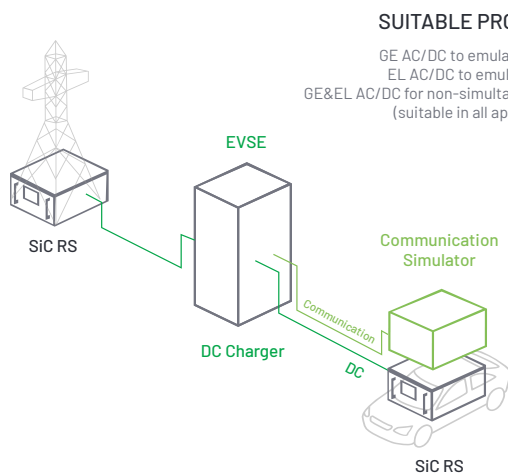 SUITABLE PRO
GE AC/DC to emula
EL AC/DC to emul
GE&EL AC/DC for non-simulta
(suitable in all ap
EVSE
SiC RS
Communication
Simulator
Communication
DC Charger
DC
SiC RS